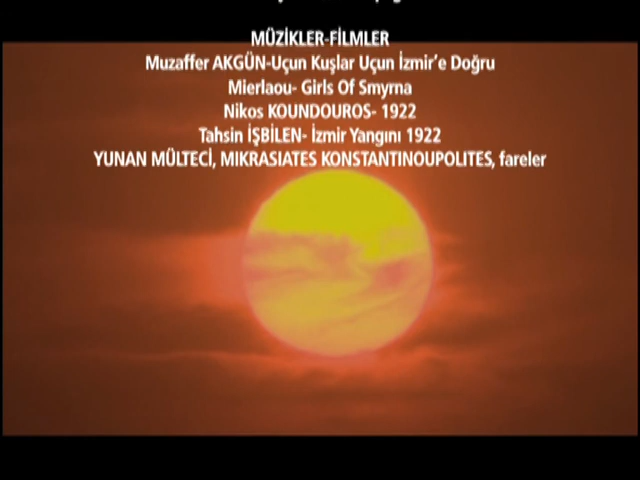 MÜZİKLER-FİLMLER
Muzaffer AKGÜN-Uçun Kuşlar Uçun İzmir'e Doğru
Mierlaou- Girls Of Smyrna
Nikos KOUNDOUROS- 1922
Tahsin İŞBİLEN- İzmir Yangını 1922
YUNAN MÜLTECİ, MIKRASIATES KONSTANTINOUPOLITES, fareler